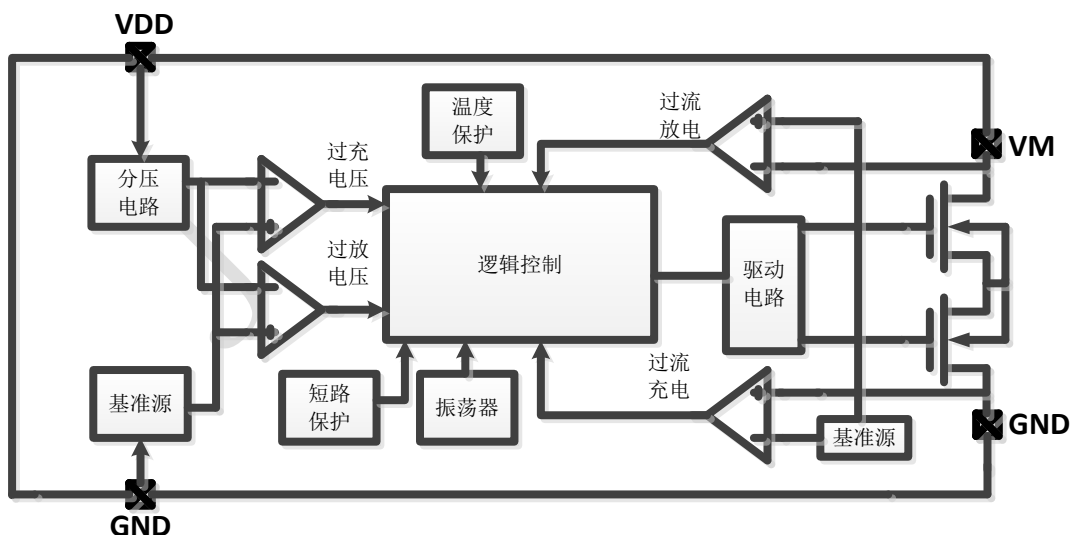 VDD
温度
保护
过流
放电
VM
分压
电路
过充
电压
过放
电压
逻辑控制
驱动
电路
基准源
短路
保护
振荡器
过流
充电
基准源
GND
GND